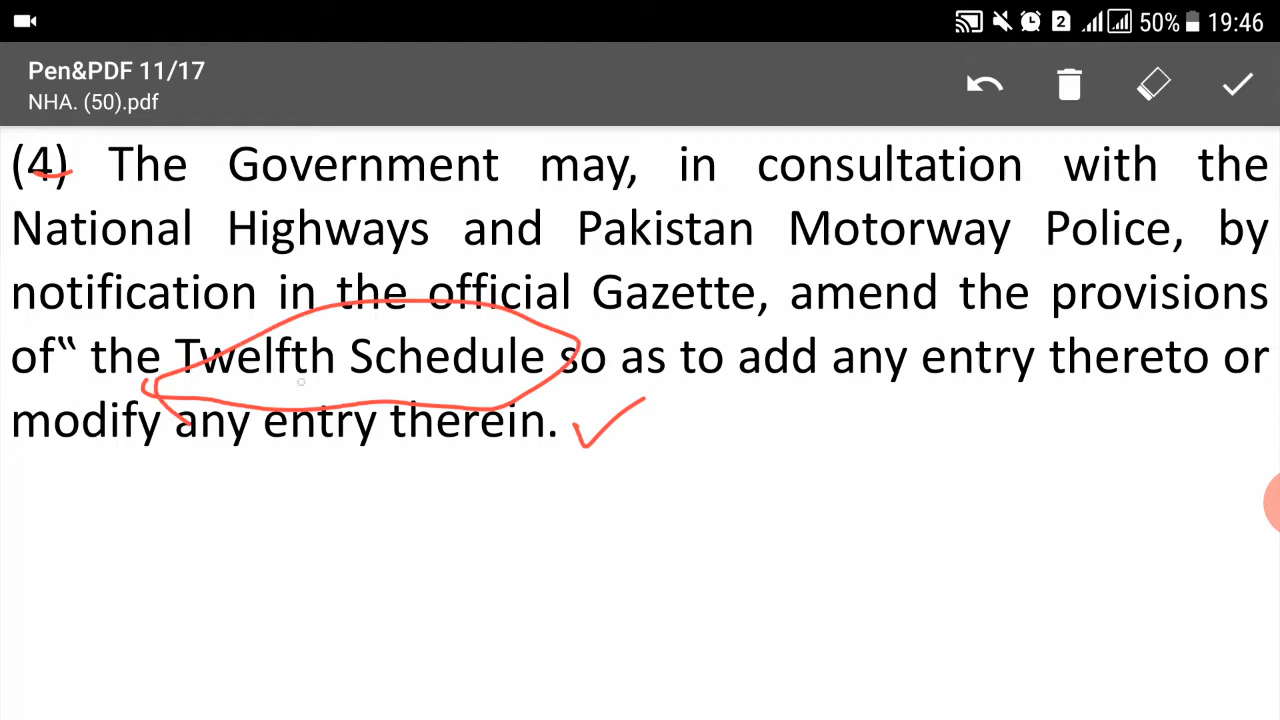 50% 19:46
Pen&PDF 11/17
NHA. (50).pdf
(4) The Government may, in consultation with the
National Highways and Pakistan Motorway Police, by
notification in the official Gazette, amend the provisions
of‟ the Twelfth Schedule so as to add any entry thereto or
modify any entry therein.